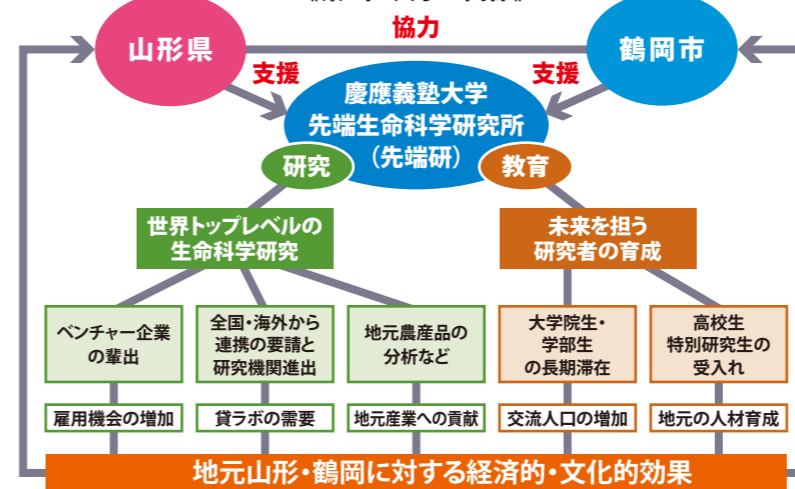 協力
山形県
鶴岡市
支援
支援
慶應義塾大学
先端生命科学研究所
(先端研)
研究
教育
世界トップレベルの
生命科学研究
未来を担う
研究者の育成
ベンチャー企業
の輩出
全国・海外から
連携の要請と
研究機関進出
地元農産品の
分析など
大学院生・
学部生
の長期滞在
高校生
特別研究生の
受入れ
雇用機会の増加
貸ラボの需要
地元産業への貢献
交流人口の増加
地元の人材育成
地元山形・鶴岡に対する経済的・文化的効果